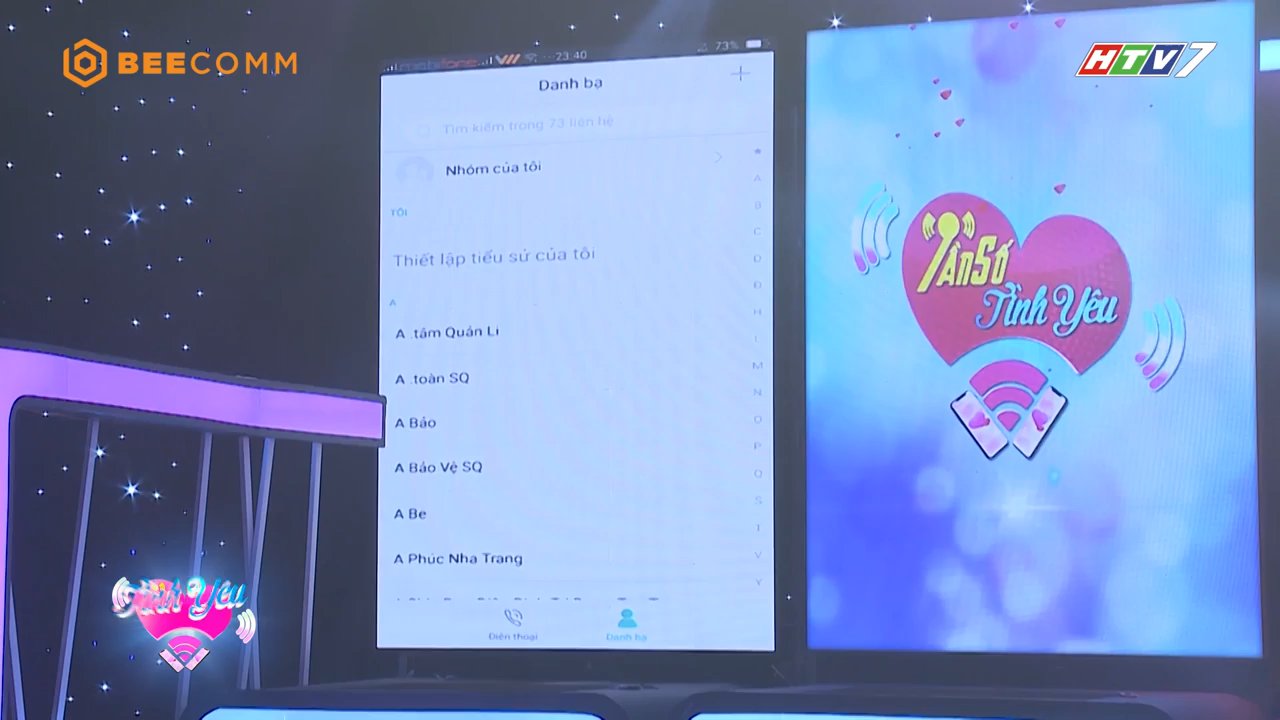 BEECOMM
HTV7
mobifone VII 23:40 73%
Danh bạ
Tìm kiếm trong 73 liên hệ
Nhóm của tôi
TÔI
Thiết lập tiểu sử của tôi
A
A .tâm Quản Lí
A .toàn SQ
A Bảo
A Bảo Vệ SQ
A Be
A Phúc Nha Trang
Điện thoại
Danh bạ
A
B
C
D
Đ
H
L
M
N
O
P
Q
S
T
V
Y
Tần Số
Tình Yêu
Tình Yêu